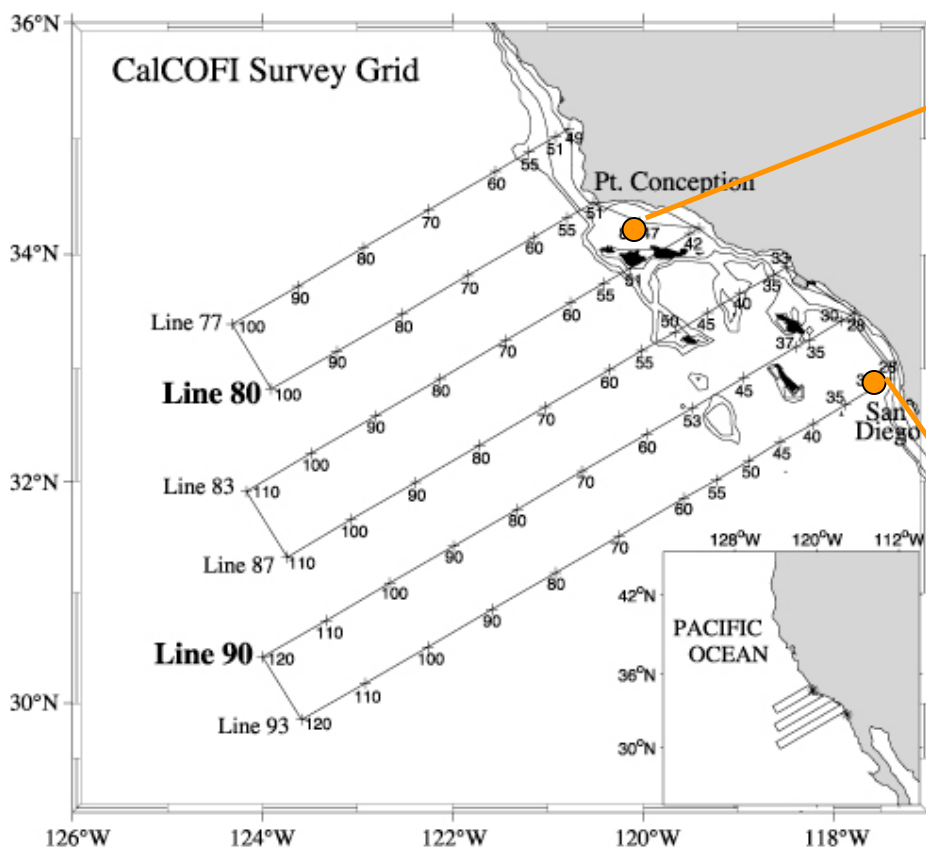 36°N
34°N
32°N
30°N
126°W
124°W
122°W
120°W
118°W
CalCOFI Survey Grid
Pt. Conception
San
Diego
Line 77
100
90
80
70
60
55
51
49
Line 80
100
90
80
70
60
55
51
47
42
Line 83
110
100
90
80
70
60
55
51
Line 87
110
100
90
80
70
60
55
50
45
40
35
33
Line 90
120
110
100
90
80
70
60
53
45
37
35
30
28
Line 93
120
110
100
90
80
70
60
55
50
45
40
35
128°W
120°W
112°W
42°N
36°N
30°N
PACIFIC
OCEAN